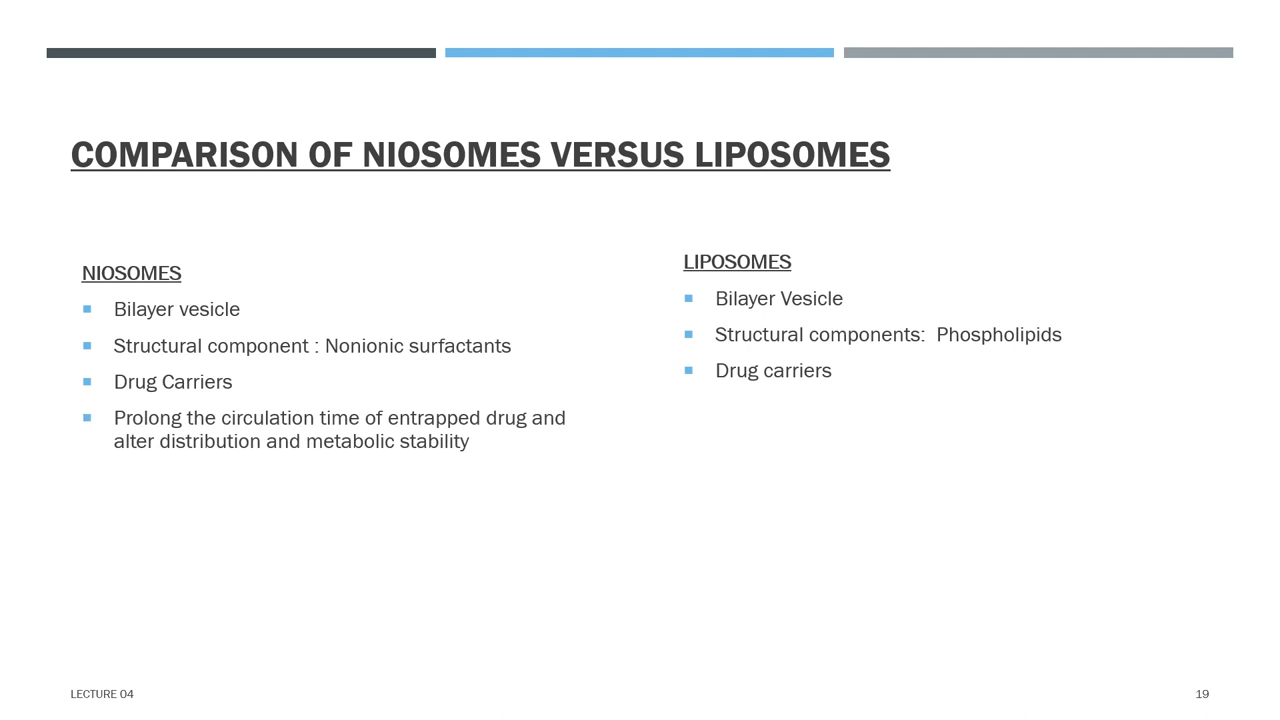 COMPARISON OF NIOSOMES VERSUS LIPOSOMES
NIOSOMES
Bilayer vesicle
Structural component : Nonionic surfactants
Drug Carriers
Prolong the circulation time of entrapped drug and
alter distribution and metabolic stability
LIPOSOMES
Bilayer Vesicle
Structural components:  Phospholipids
Drug carriers
LECTURE 04
19